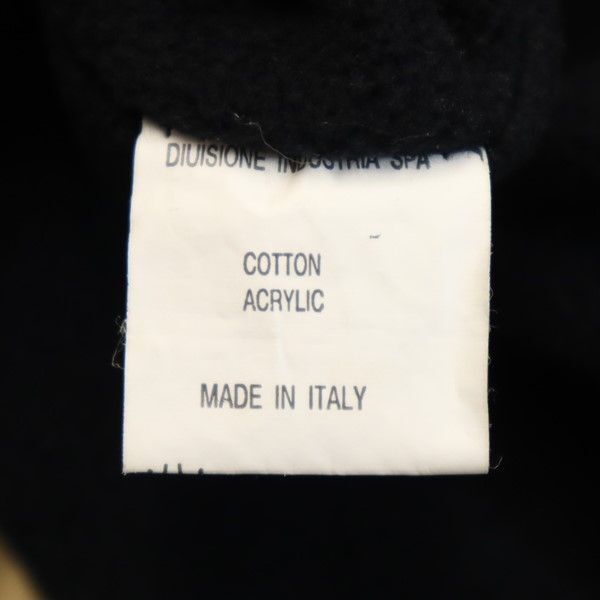 DIUISIONE INDUSTRIA SPA
COTTON
ACRYLIC
MADE IN ITALY